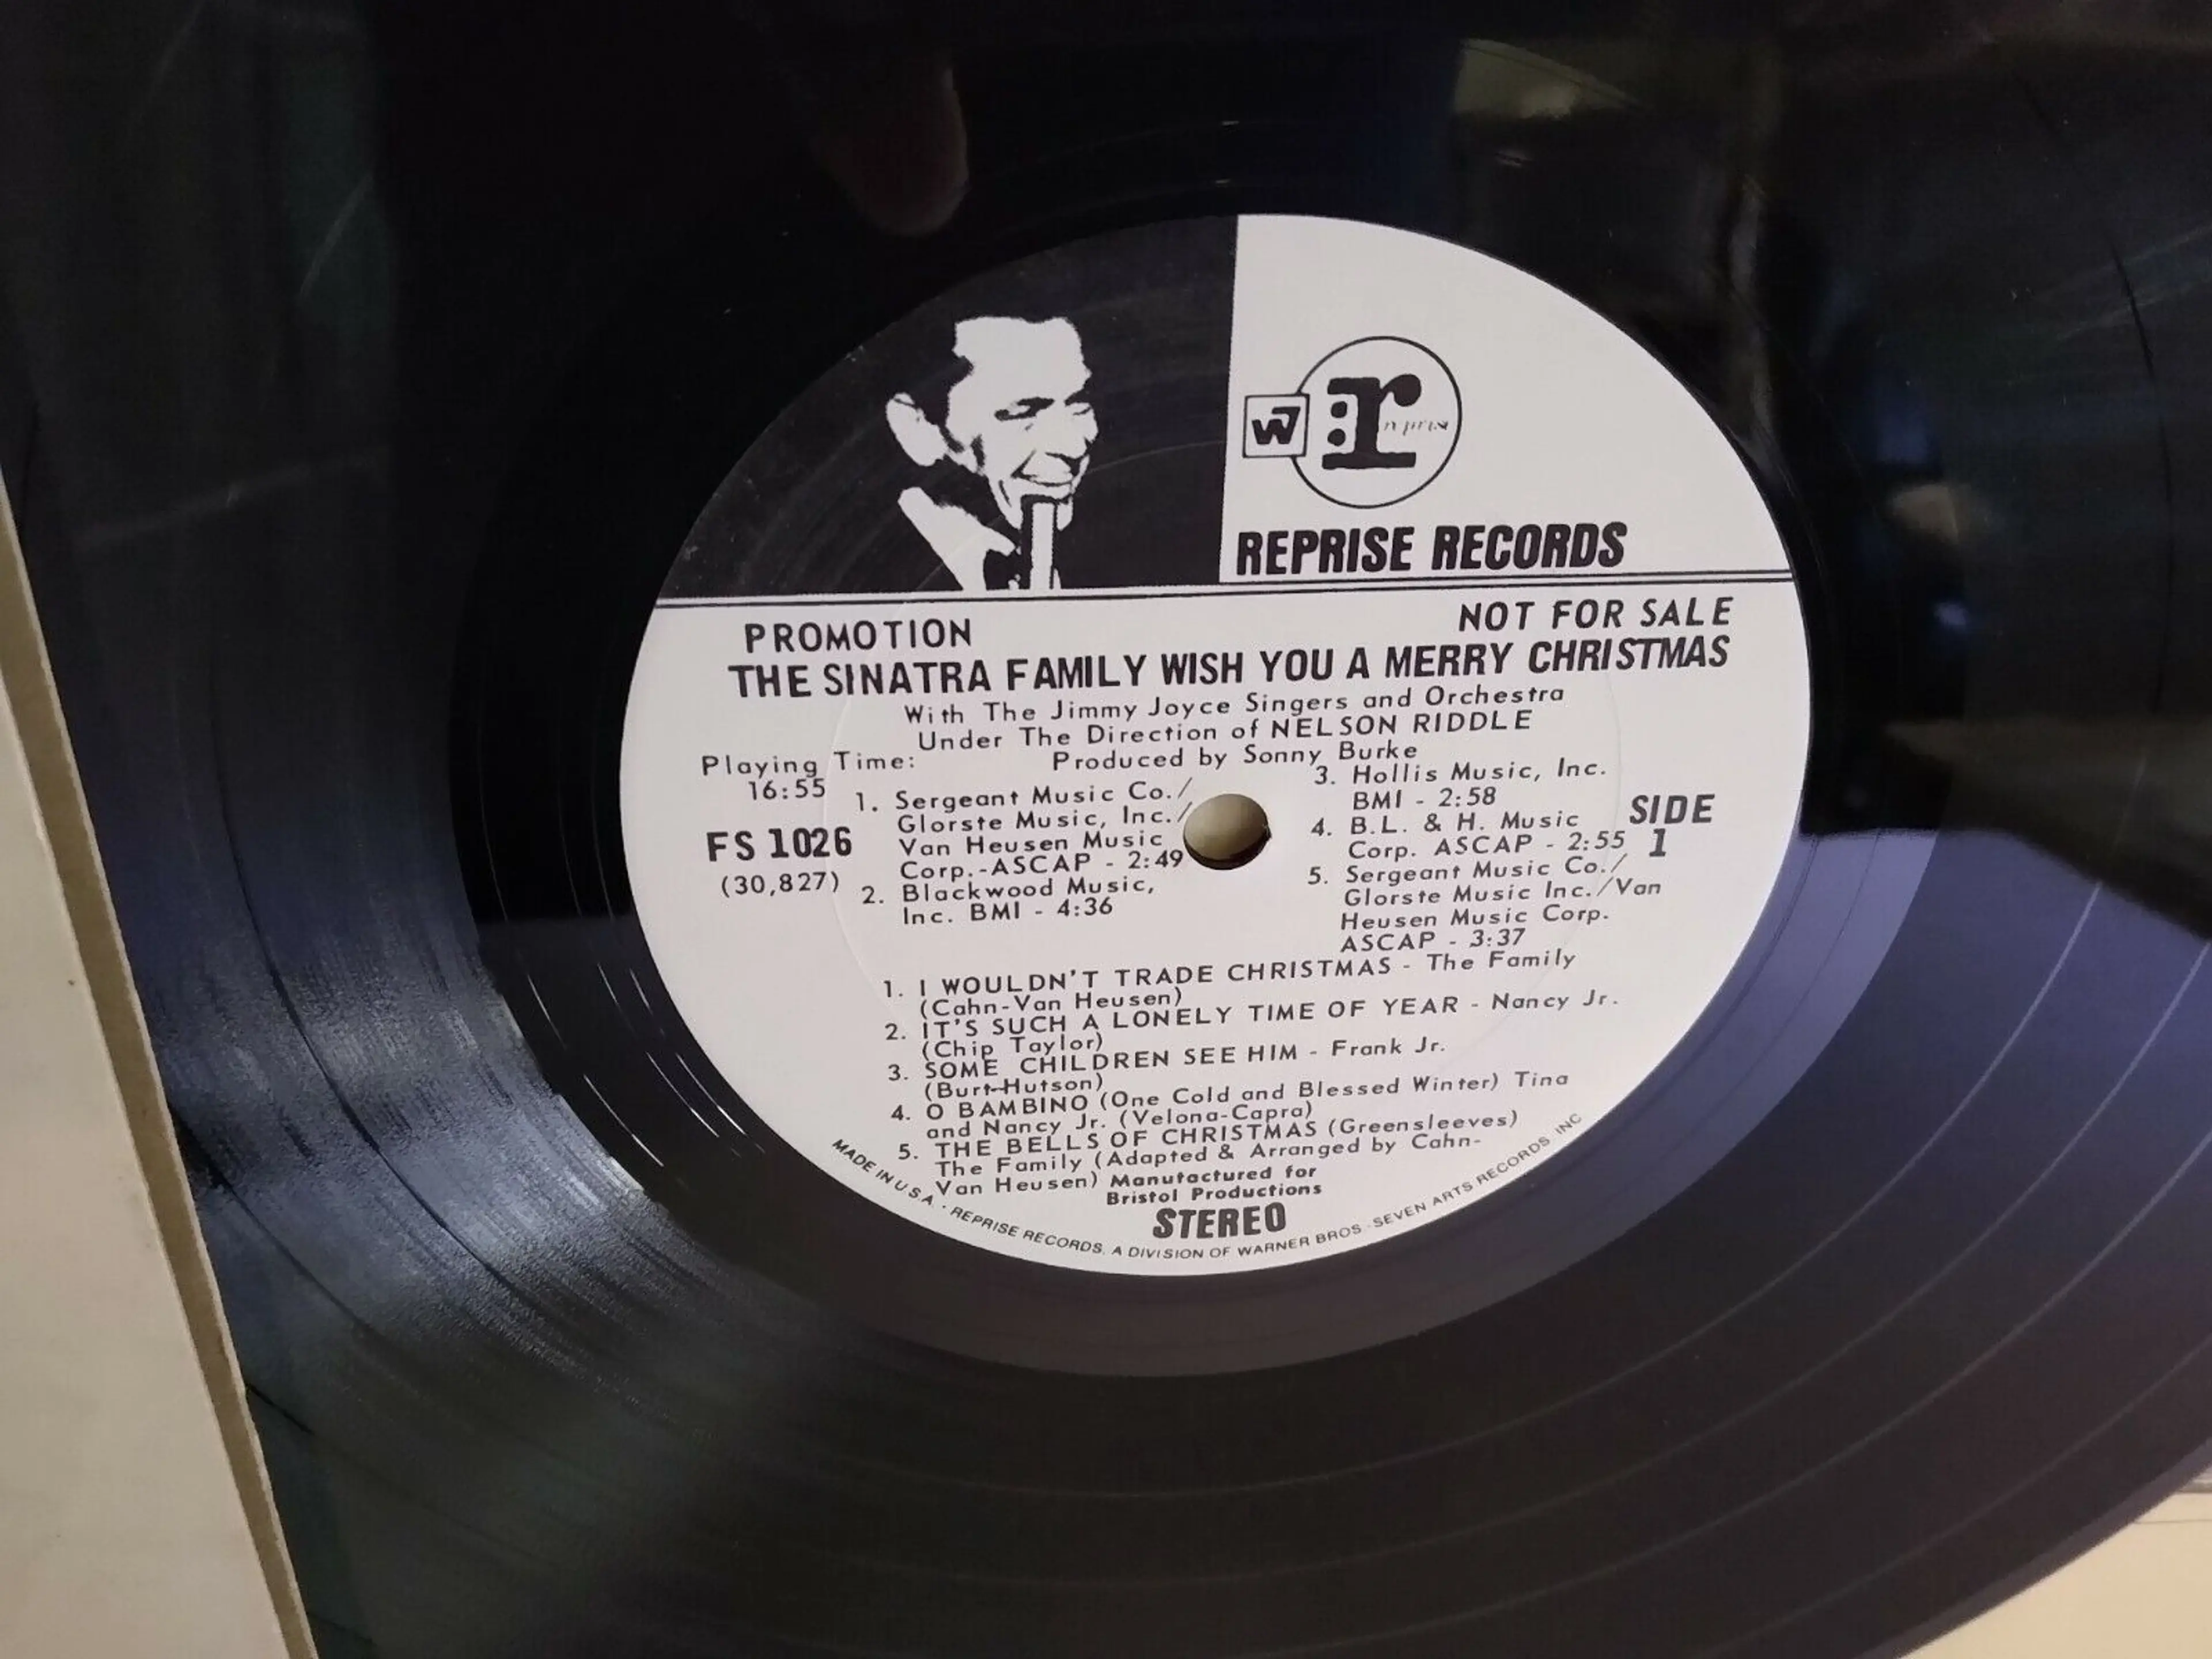 W7
r:
reprise
REPRISE RECORDS
PROMOTION
NOT FOR SALE
THE SINATRA FAMILY WISH YOU A MERRY CHRISTMAS
With The Jimmy Joyce Singers and Orchestra
Under The Direction of NELSON RIDDLE
Produced by Sonny Burke
Playing Time:
16:55
FS 1026
(30,827)
1. Sergeant Music Co./
Glorste Music, Inc./
Van Heusen Music
Corp.-ASCAP - 2:49
2. Blackwood Music,
Inc. BMI - 4:36
3. Hollis Music, Inc.
BMI - 2:58
4. B.L. & H. Music
Corp. ASCAP - 2:55
5. Sergeant Music Co./
Glorste Music Inc./Van
Heusen Music Corp.
ASCAP - 3:37
SIDE
1
1. I WOULDN'T TRADE CHRISTMAS - The Family
(Cahn-Van Heusen)
2. IT'S SUCH A LONELY TIME OF YEAR - Nancy Jr.
(Chip Taylor)
3. SOME CHILDREN SEE HIM - Frank Jr.
(Burt-Hutson)
4. O BAMBINO (One Cold and Blessed Winter) Tina
and Nancy Jr. (Velona-Capra)
5. THE BELLS OF CHRISTMAS (Greensleeves)
The Family (Adapted & Arranged by Cahn-
Van Heusen) Manufactured for
Bristol Productions
STEREO
MADE IN U.S.A. · REPRISE RECORDS, A DIVISION OF WARNER BROS.-SEVEN ARTS RECORDS, INC.